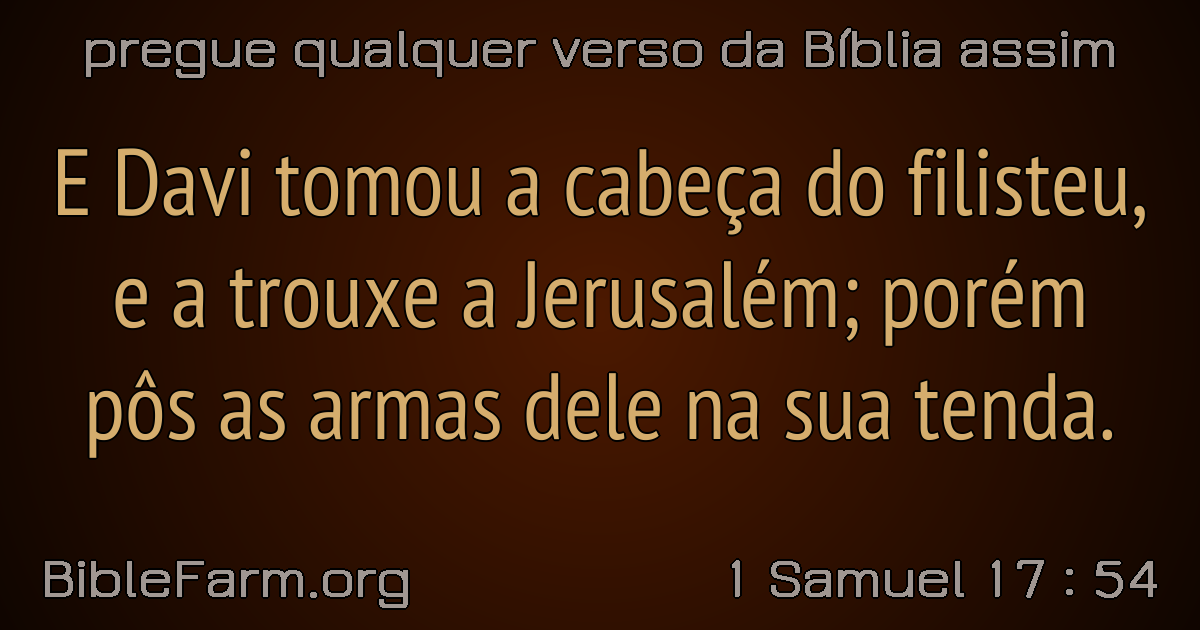 pregue qualquer verso da Bíblia assim
E Davi tomou a cabeça do filisteu,
e a trouxe a Jerusalém; porém
pôs as armas dele na sua tenda.
BibleFarm.org
1 Samuel 17 : 54